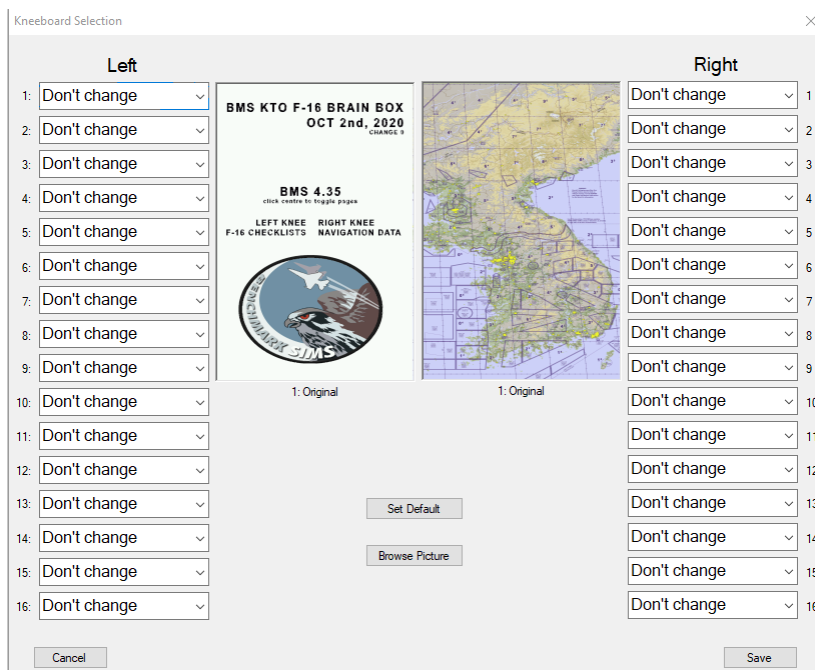 Kneeboard Selection
Left
Right
1: Don't change
2: Don't change
3: Don't change
4: Don't change
5: Don't change
6: Don't change
7: Don't change
8: Don't change
9: Don't change
10: Don't change
11: Don't change
12: Don't change
13: Don't change
14: Don't change
15: Don't change
16: Don't change
BMS KTO F-16 BRAIN BOX
OCT 2nd, 2020
CHANGE 0
BMS 4.35
click centre to toggle pages
LEFT KNEE RIGHT KNEE
F-16 CHECKLISTS NAVIGATION DATA
BENCHMARK SIMS
1: Original
1: Original
Set Default
Browse Picture
Don't change 1
Don't change 2
Don't change 3
Don't change 4
Don't change 5
Don't change 6
Don't change 7
Don't change 8
Don't change 9
Don't change 10
Don't change 11
Don't change 12
Don't change 13
Don't change 14
Don't change 15
Don't change 16
Cancel
Save